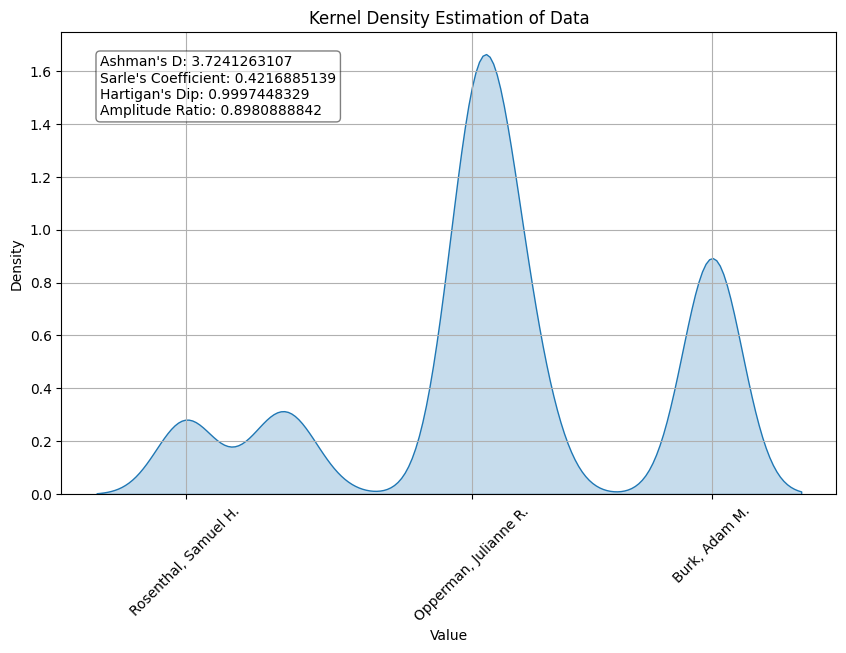 Kernel Density Estimation of Data
Ashman's D: 3.7241263107
Sarle's Coefficient: 0.4216885139
Hartigan's Dip: 0.9997448329
Amplitude Ratio: 0.8980888842
1.6
1.4
1.2
1.0
0.8
0.6
0.4
0.2
0.0
Density
Rosenthal, Samuel H.
Opperman, Julianne R.
Burk, Adam M.
Value